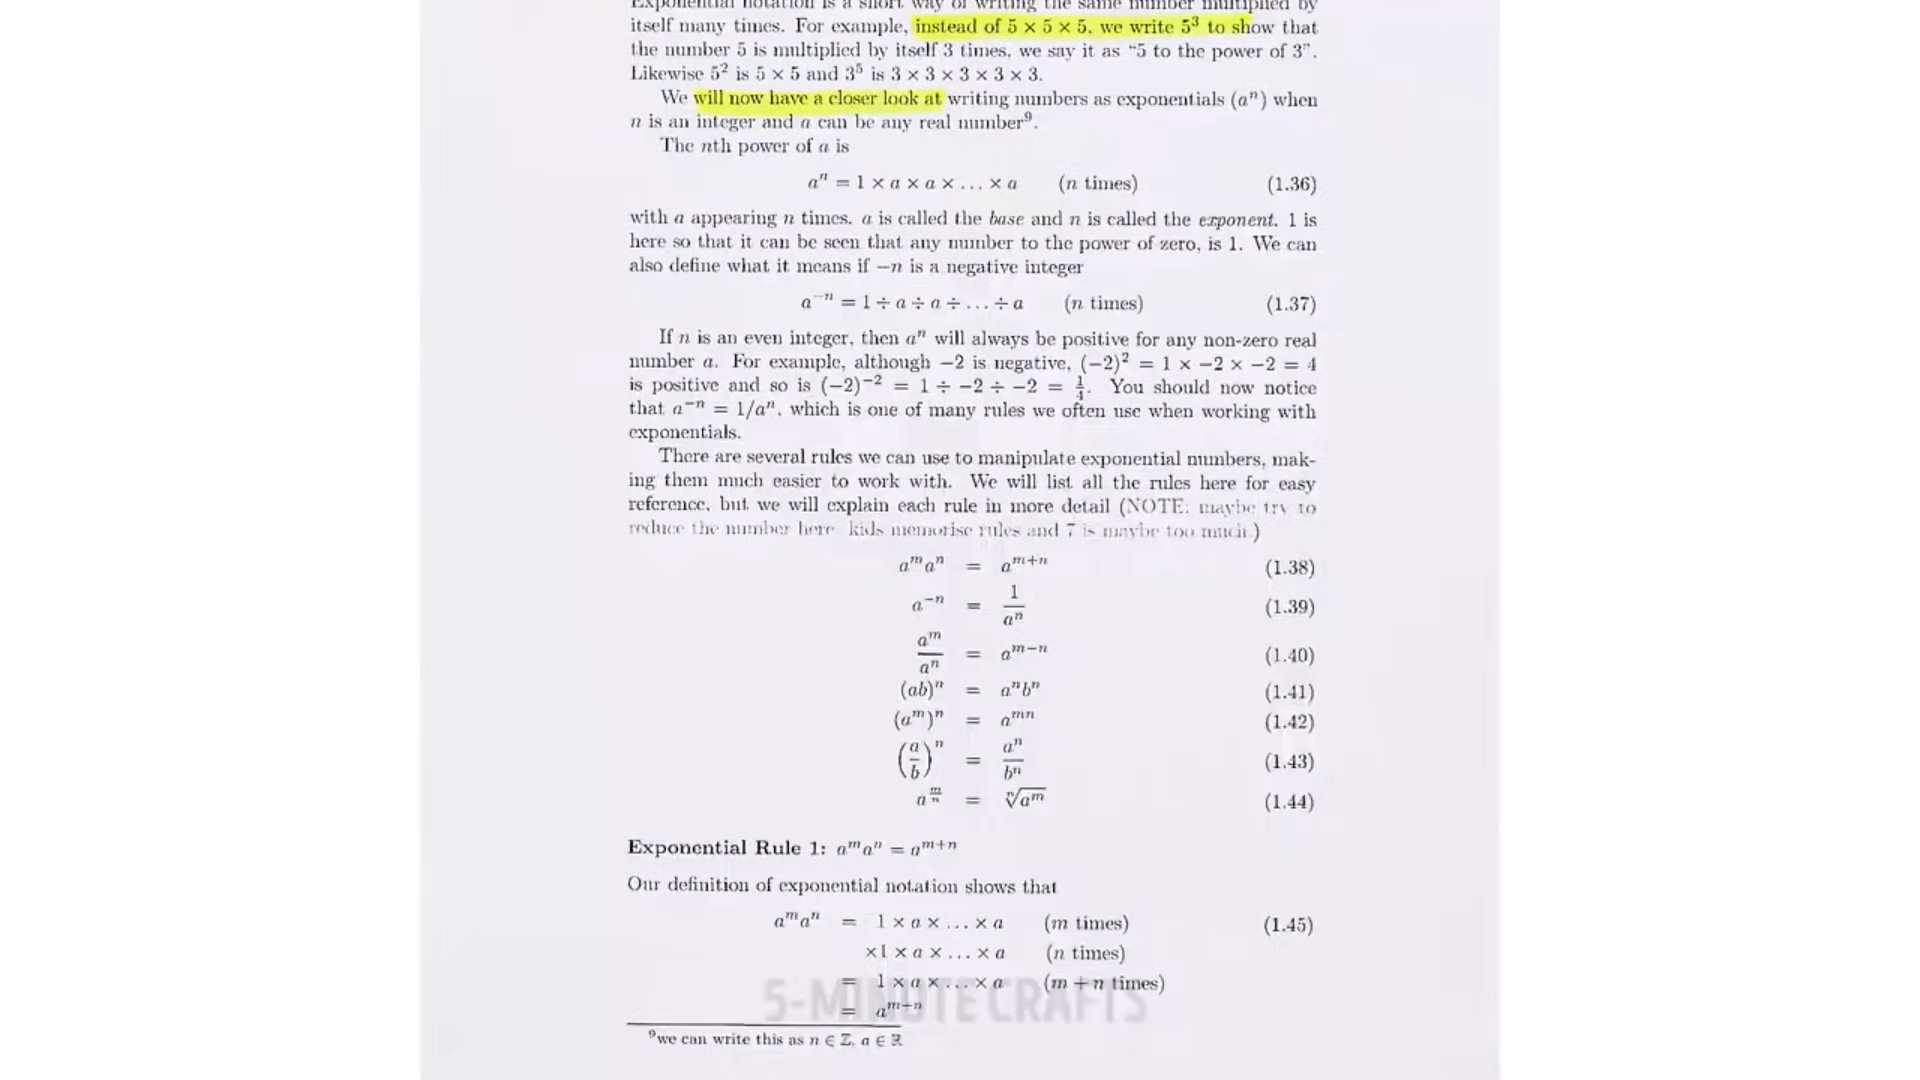 Exponential notation is a short way of writing the same number multiplied by
itself many times. For example, instead of 5 × 5 × 5, we write 5³ to show that
the number 5 is multiplied by itself 3 times, we say it as “5 to the power of 3”.
Likewise 5² is 5 × 5 and 3⁵ is 3 × 3 × 3 × 3 × 3.
We will now have a closer look at writing numbers as exponentials (aⁿ) when
n is an integer and a can be any real number⁹.
The nth power of a is
aⁿ = 1 × a × a × … × a (n times) (1.36)
with a appearing n times. a is called the base and n is called the exponent. 1 is
here so that it can be seen that any number to the power of zero, is 1. We can
also define what it means if −n is a negative integer
a⁻ⁿ = 1 ÷ a ÷ a ÷ … ÷ a (n times) (1.37)
If n is an even integer, then aⁿ will always be positive for any non-zero real
number a. For example, although −2 is negative, (−2)² = 1 × −2 × −2 = 4
is positive and so is (−2)⁻² = 1 ÷ −2 ÷ −2 = 1/4. You should now notice
that a⁻ⁿ = 1/aⁿ, which is one of many rules we often use when working with
exponentials.
There are several rules we can use to manipulate exponential numbers, mak-
ing them much easier to work with. We will list all the rules here for easy
reference, but we will explain each rule in more detail (NOTE: maybe try to
reduce the number here kids memorise rules and 7 is maybe too much.)
aᵐaⁿ = aᵐ⁺ⁿ (1.38)
a⁻ⁿ = 1/aⁿ (1.39)
aᵐ/aⁿ = aᵐ⁻ⁿ (1.40)
(ab)ⁿ = aⁿbⁿ (1.41)
(aᵐ)ⁿ = aᵐⁿ (1.42)
(a/b)ⁿ = aⁿ/bⁿ (1.43)
a^(m/n) = ⁿ√aᵐ (1.44)
Exponential Rule 1: aᵐaⁿ = aᵐ⁺ⁿ
Our definition of exponential notation shows that
aᵐaⁿ = 1 × a × … × a (m times) (1.45)
×1 × a × … × a (n times)
= 1 × a × … × a (m + n times)
= aᵐ⁺ⁿ
5-MINUTE CRAFTS
⁹we can write this as n ∈ ℤ, a ∈ ℝ